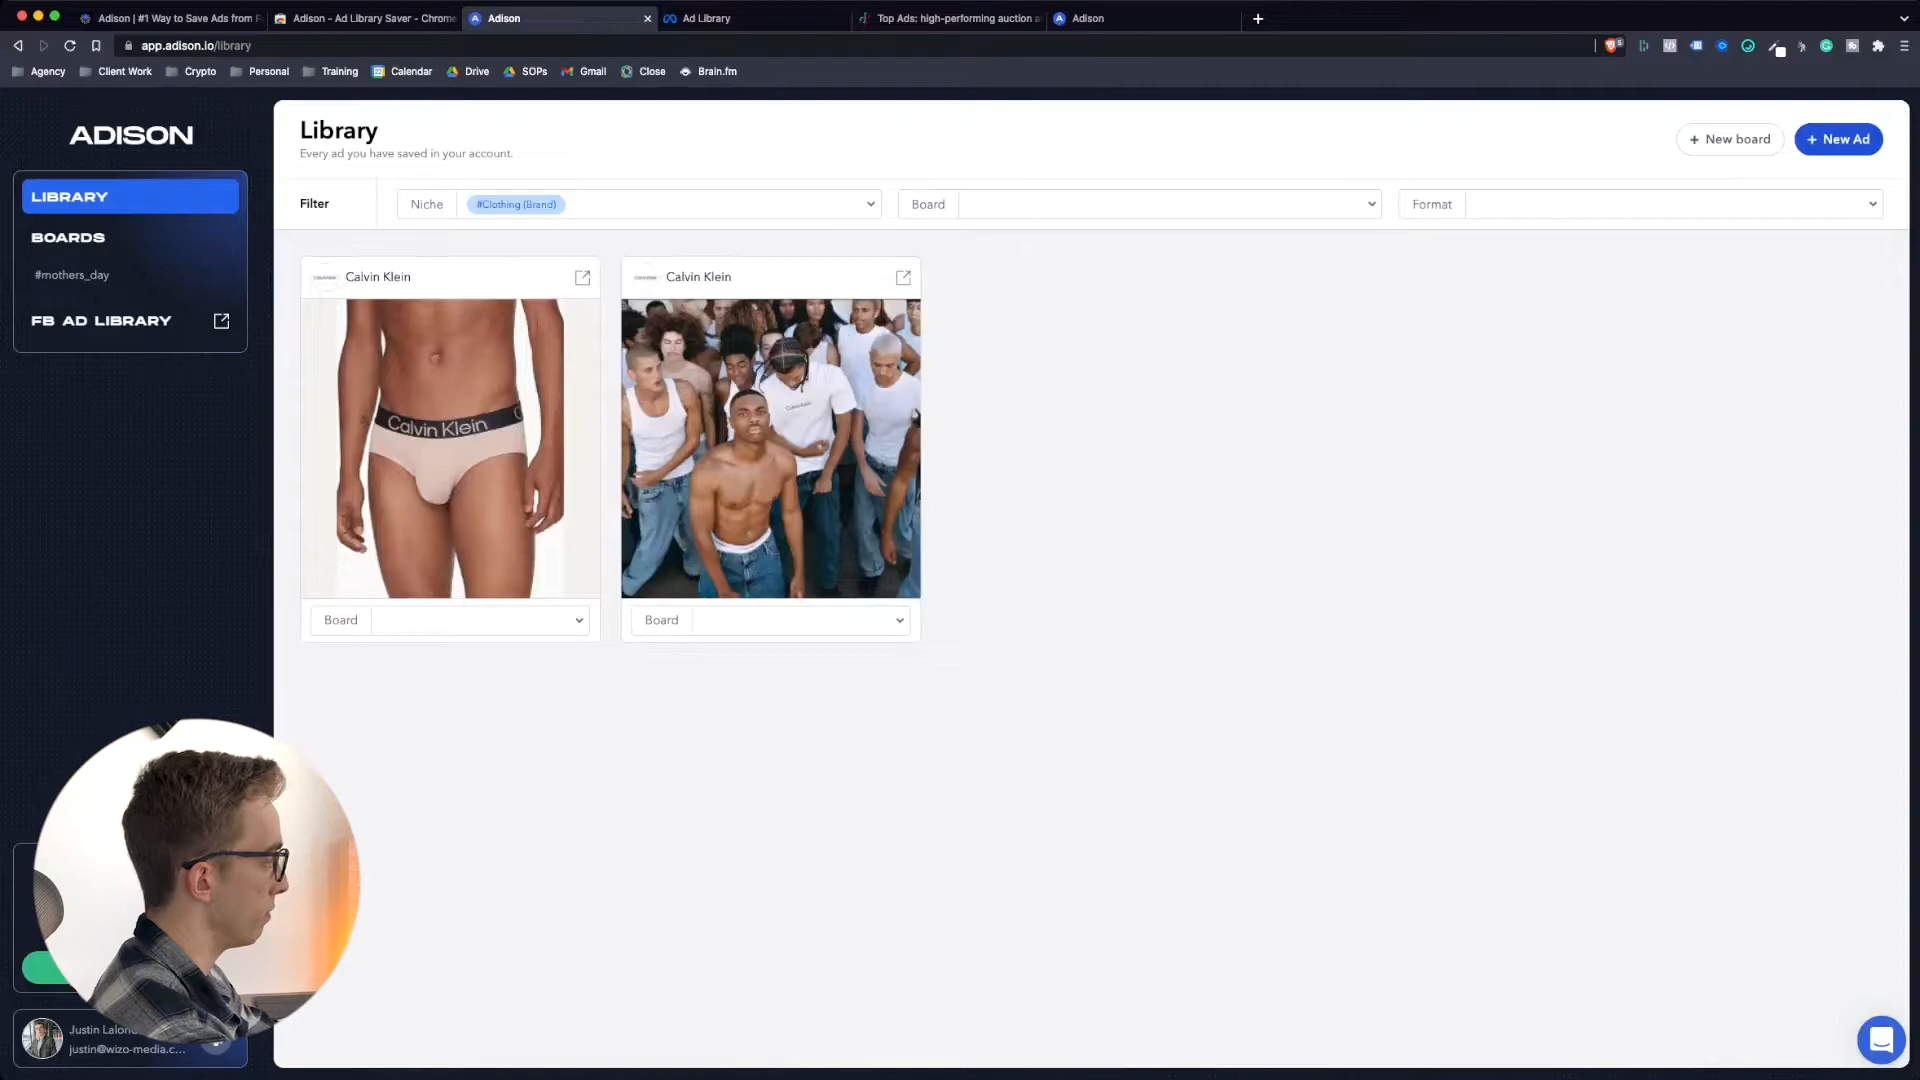 Adison | #1 Way to Save Ads from F
Adison - Ad Library Saver - Chrome
Adison
Ad Library
Top Ads: high-performing auction a
Adison
app.adison.io/library
Agency
Client Work
Crypto
Personal
Training
Calendar
Drive
SOPs
Gmail
Close
Brain.fm
ADISON
LIBRARY
BOARDS
#mothers_day
FB AD LIBRARY
Library
Every ad you have saved in your account.
+ New board
+ New Ad
Filter
Niche
#Clothing (Brand)
Board
Format
Calvin Klein
Calvin Klein
Calvin Klein
Board
Board
Justin Lalon
justin@wizo-media.c...